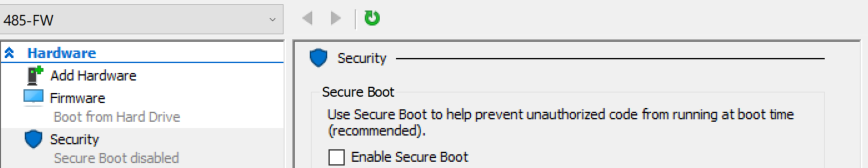 485-FW
Hardware
Add Hardware
Firmware
Boot from Hard Drive
Security
Secure Boot disabled
Security
Secure Boot
Use Secure Boot to help prevent unauthorized code from running at boot time
(recommended).
Enable Secure Boot